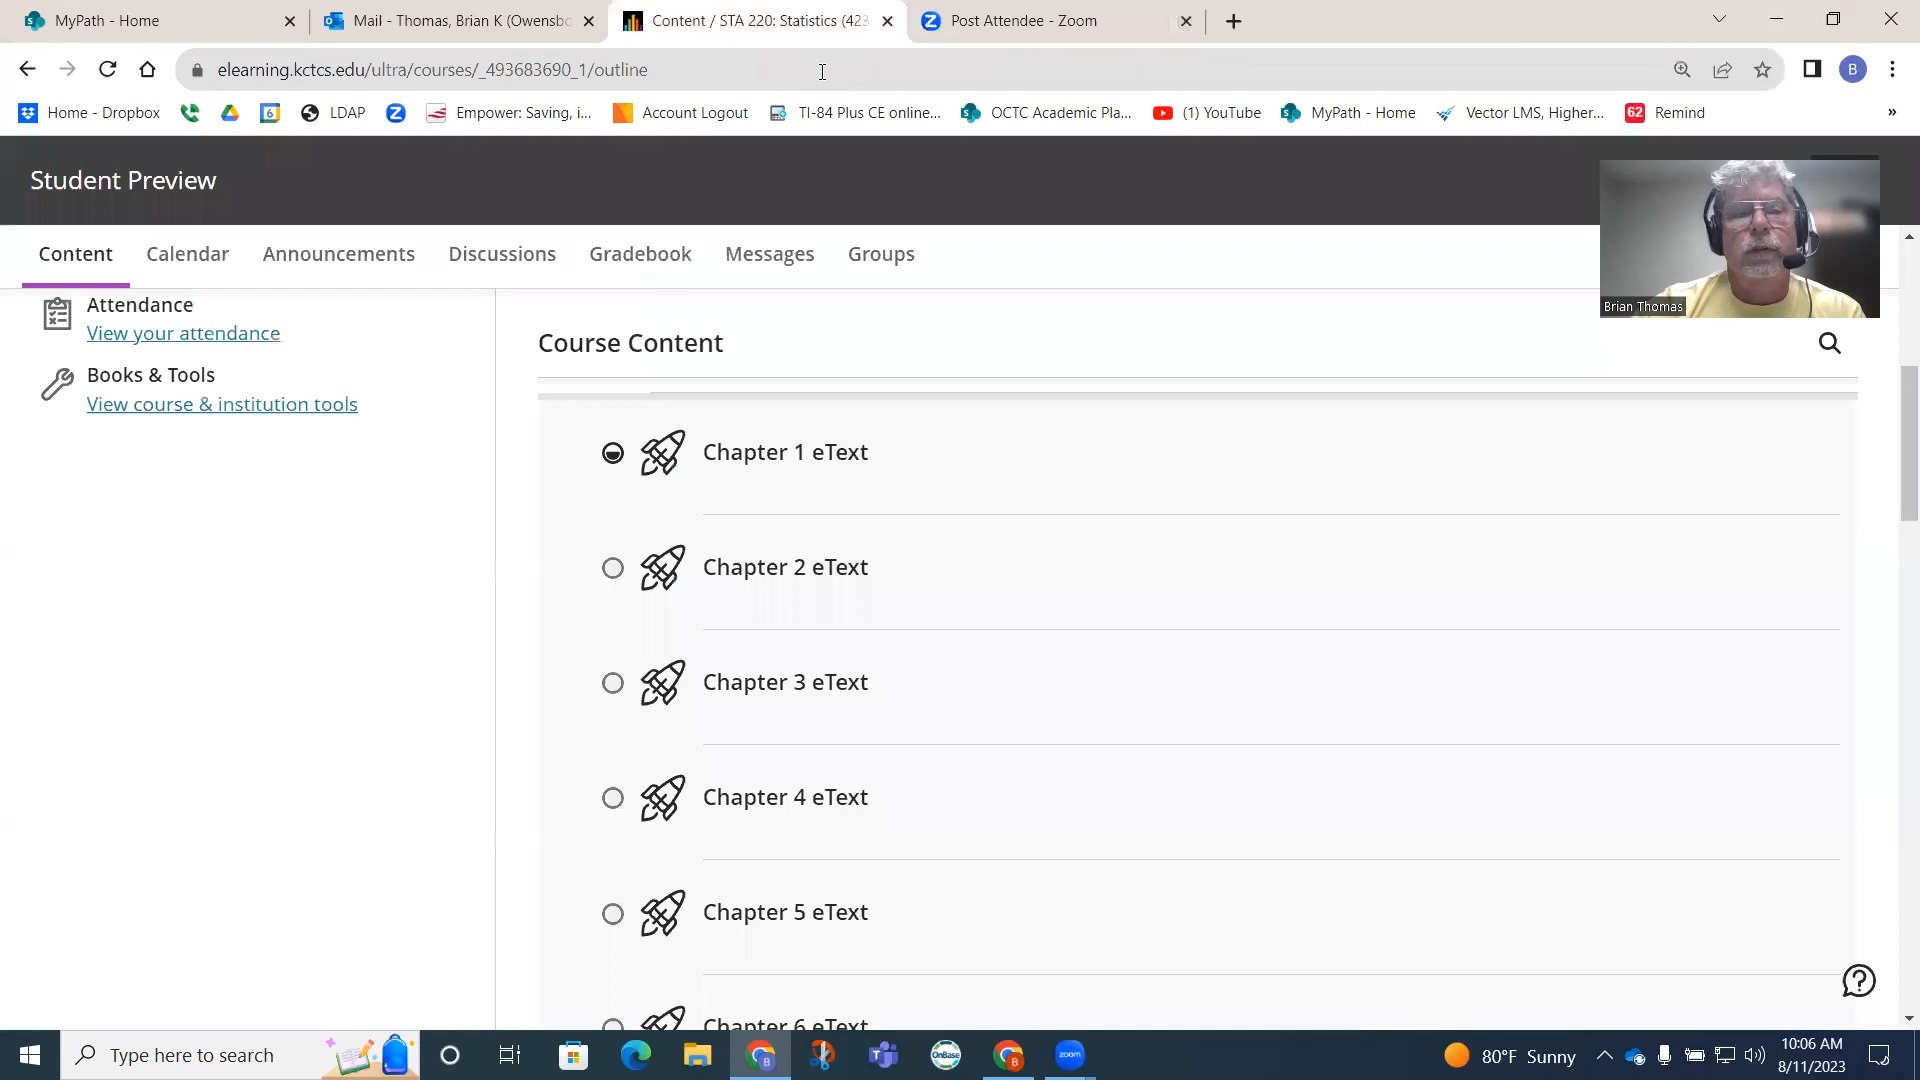 MyPath - Home
Mail - Thomas, Brian K (Owensbo
Content / STA 220: Statistics (423
Post Attendee - Zoom
elearning.kctcs.edu/ultra/courses/_493683690_1/outline
B
Home - Dropbox
6
LDAP
Empower: Saving, i...
Account Logout
TI-84 Plus CE online...
OCTC Academic Pla...
(1) YouTube
MyPath - Home
Vector LMS, Higher...
62
Remind
»
Student Preview
Brian Thomas
Content
Calendar
Announcements
Discussions
Gradebook
Messages
Groups
Attendance
View your attendance
Books & Tools
View course & institution tools
Course Content
Chapter 1 eText
Chapter 2 eText
Chapter 3 eText
Chapter 4 eText
Chapter 5 eText
Chapter 6 eText
Type here to search
OnBase
zoom
80°F Sunny
10:06 AM
8/11/2023